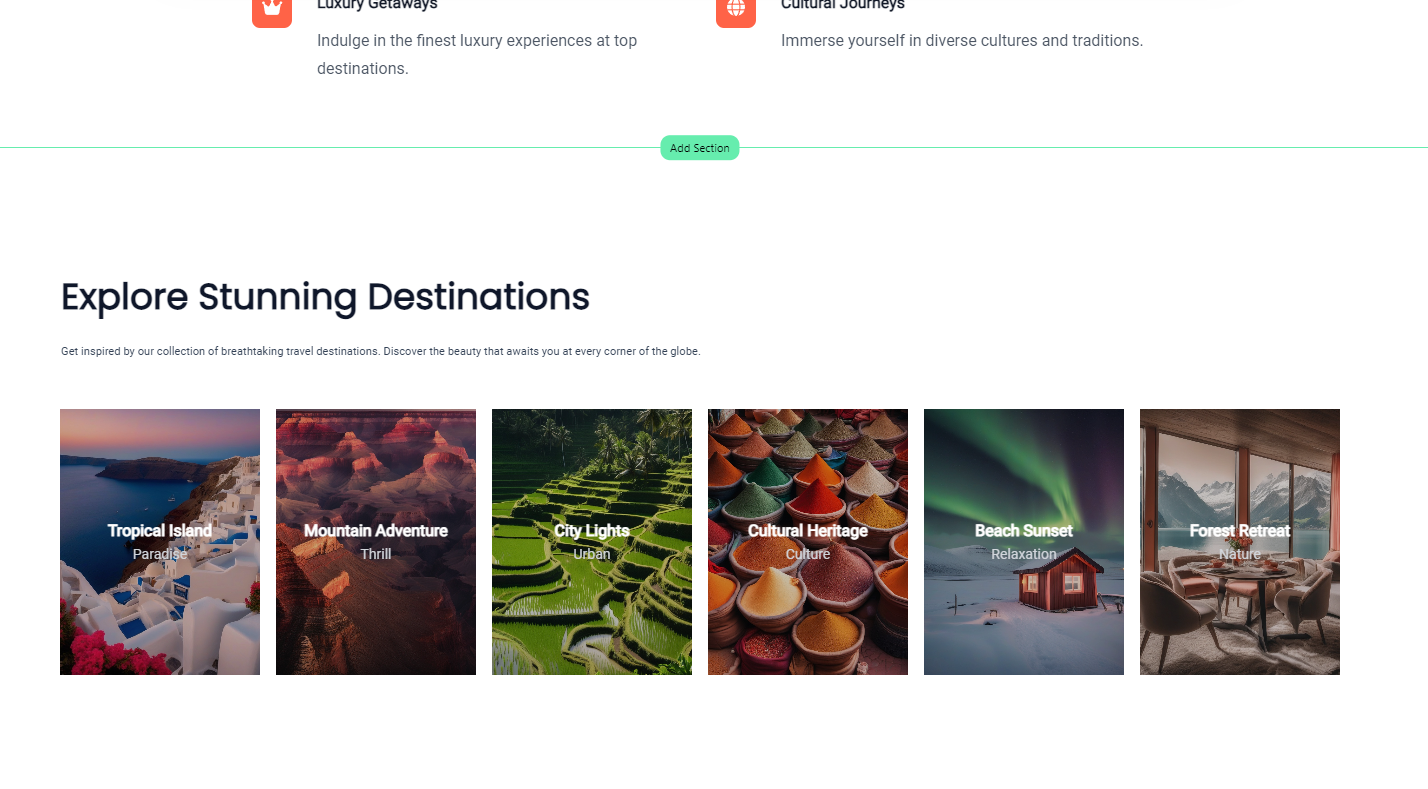 Luxury Getaways
Indulge in the finest luxury experiences at top
destinations.
Cultural Journeys
Immerse yourself in diverse cultures and traditions.
Add Section
Explore Stunning Destinations
Get inspired by our collection of breathtaking travel destinations. Discover the beauty that awaits you at every corner of the globe.
Tropical Island
Paradise
Mountain Adventure
Thrill
City Lights
Urban
Cultural Heritage
Culture
Beach Sunset
Relaxation
Forest Retreat
Nature